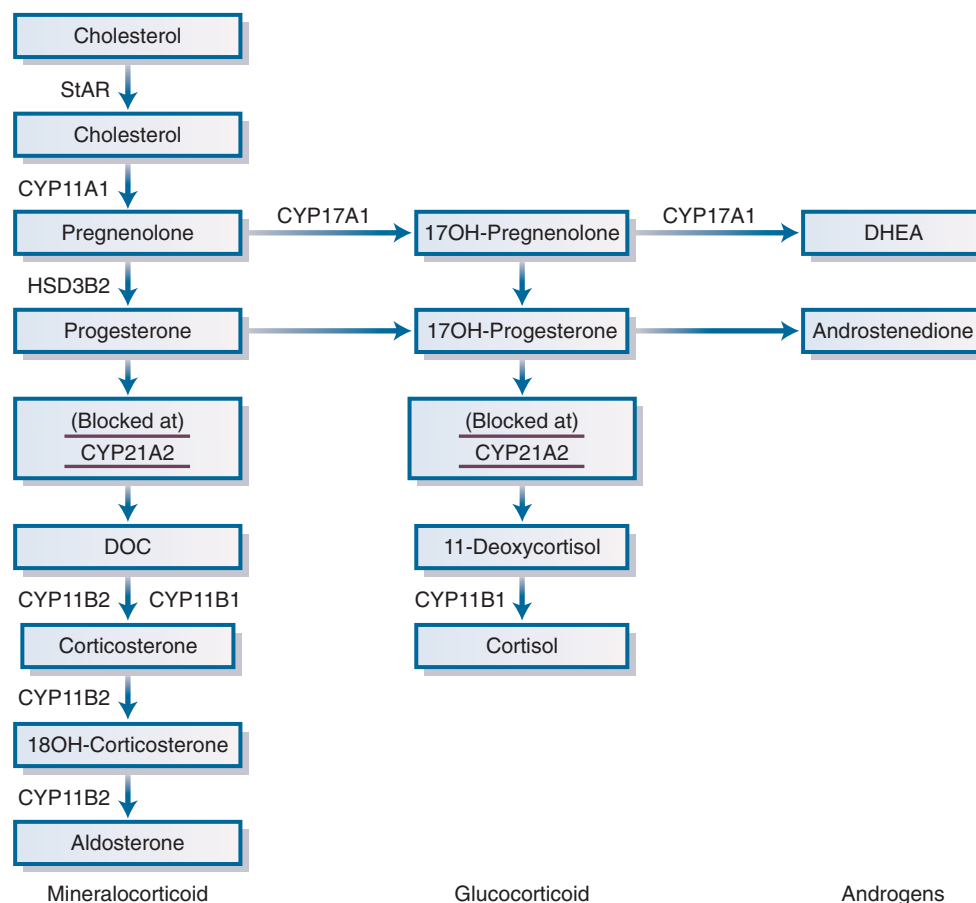 Cholesterol
StAR
Cholesterol
CYP11A1
CYP17A1
CYP17A1
Pregnenolone
17OH-Pregnenolone
DHEA
HSD3B2
Progesterone
17OH-Progesterone
Androstenedione
(Blocked at)
CYP21A2
(Blocked at)
CYP21A2
DOC
11-Deoxycortisol
CYP11B2 CYP11B1
CYP11B1
Corticosterone
Cortisol
CYP11B2
18OH-Corticosterone
CYP11B2
Aldosterone
Mineralocorticoid
Glucocorticoid
Androgens